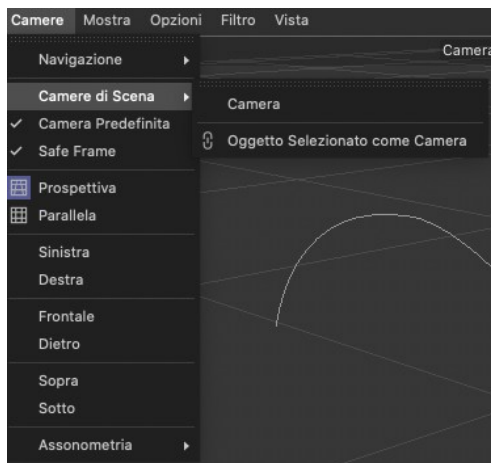 Camere Mostra Opzioni Filtro Vista
Camera
Navigazione
Camere di Scena
Camera
Camera Predefinita
Safe Frame
Oggetto Selezionato come Camera
Prospettiva
Parallela
Sinistra
Destra
Frontale
Dietro
Sopra
Sotto
Assonometria